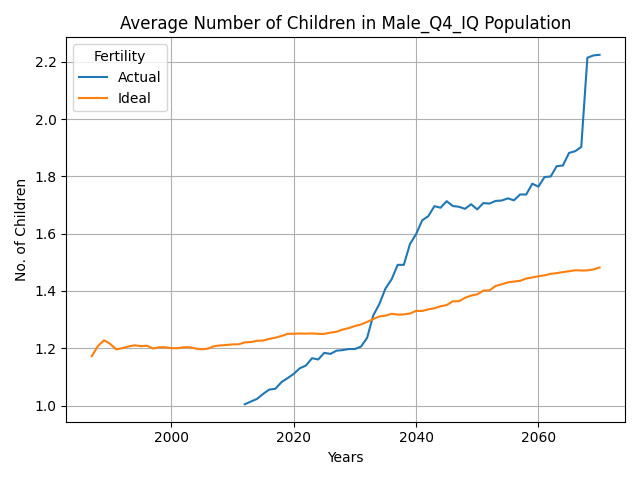 Average Number of Children in Male_Q4_IQ Population
Fertility
Actual
Ideal
No. of Children
2.2
2.0
1.8
1.6
1.4
1.2
1.0
2000 2020 2040 2060
Years